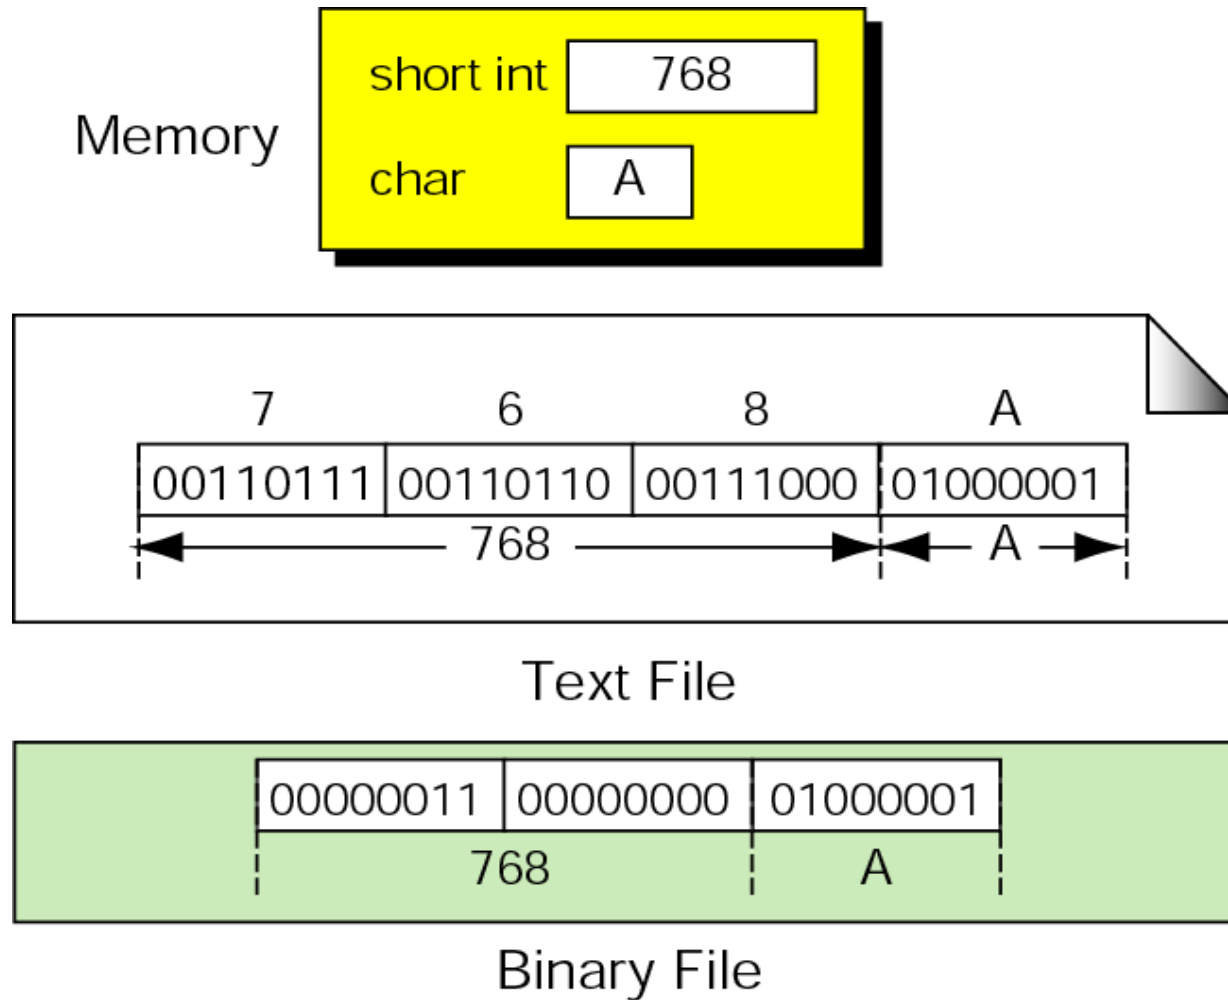 short int 768
Memory
char A
7 6 8 A
00110111 00110110 00111000 01000001
768 A
Text File
00000011 00000000 01000001
768 A
Binary File